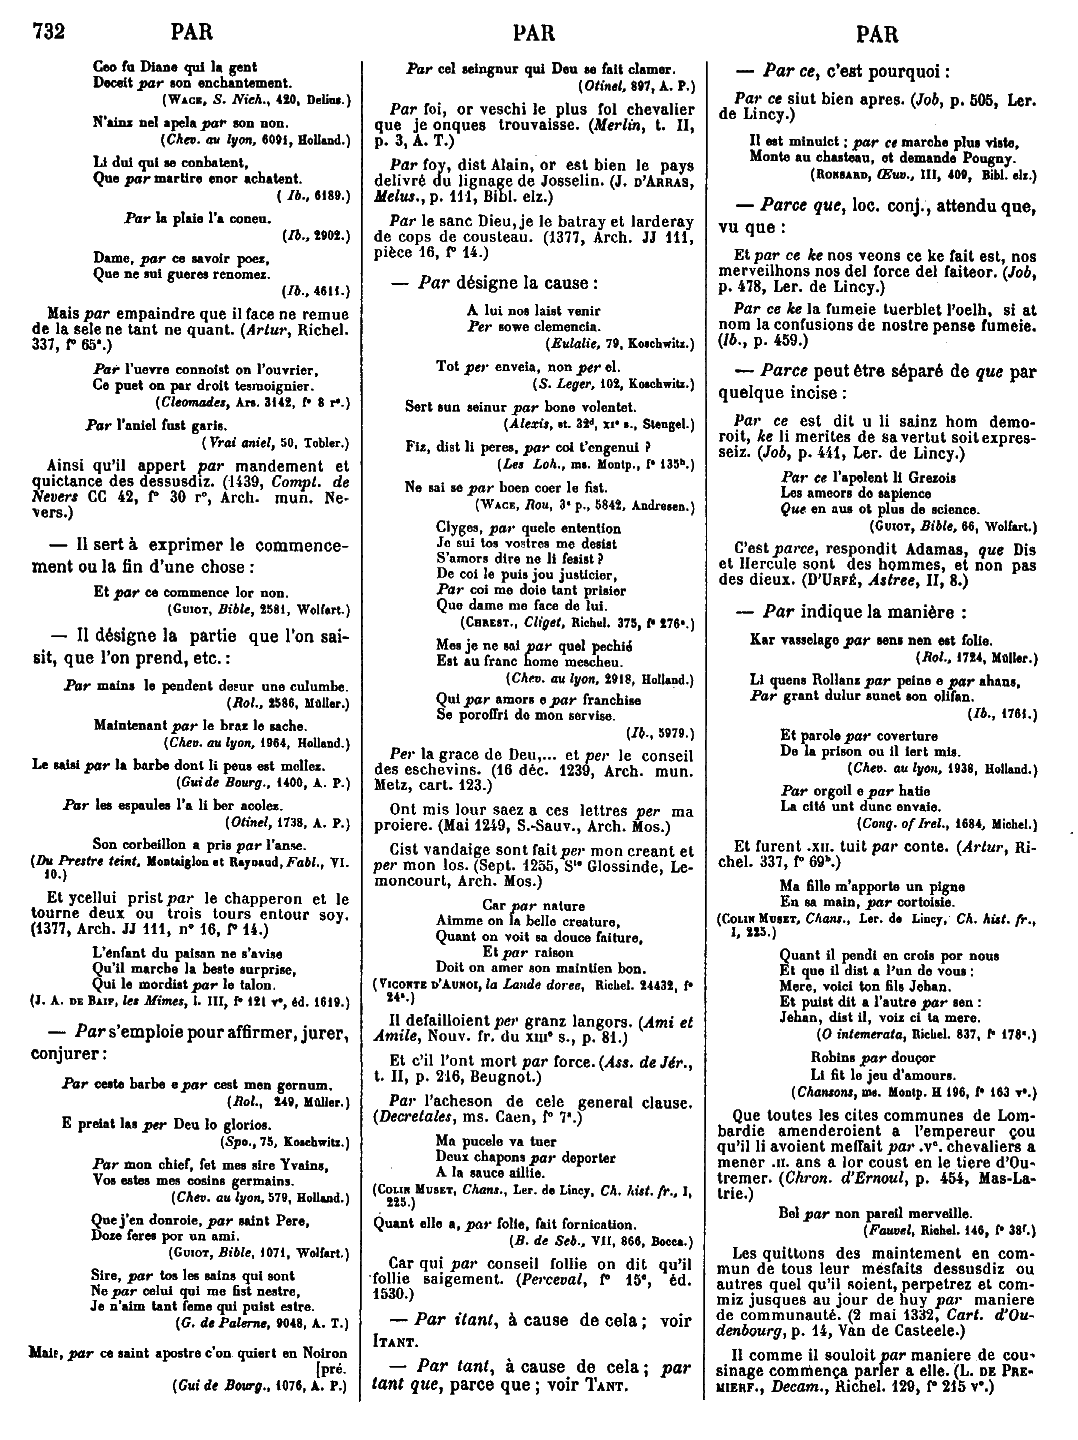 732 PAR PAR PAR
Ceo fu Diane qui la gent
Deceit par son enchantement.
(WACE, S. Nich., 420, Delius.)
N'ainz nel apela par son non.
(Chev. au lyon, 6091, Holland.)
Li dui qui se conbatent,
Que par martire enor achatent.
( Ib., 6189.)
Par la plaie l'a coneu.
(Ib., 2902.)
Dame, par ce savoir poez,
Que ne sui gueres renomez.
(Ib., 4611.)
Mais par empaindre que il face ne remue
de la sele ne tant ne quant. (Artur, Richel.
337, f° 65ª.)
Par l'uevre connoist on l'ouvrier,
Ce puet on par droit tesmoignier.
(Cleomades, Ars. 3142, f° 8 r°.)
Par l'aniel fust garis.
(Vrai aniel, 50, Tobler.)
Ainsi qu'il appert par mandement et
quictance des dessusdiz. (1439, Compt. de
Nevers CC 42, f° 30 r°, Arch. mun. Ne-
vers.)
— Il sert à exprimer le commence-
ment ou la fin d'une chose :
Et par ce commence lor non.
(GUIOT, Bible, 2581, Wolfart.)
— Il désigne la partie que l'on sai-
sit, que l'on prend, etc. :
Par mains le pendent desur une culumbe.
(Rol., 2586, Müller.)
Maintenant par le braz le sache.
(Chev. au lyon, 1964, Holland.)
Le saisi par la barbe dont li peus est mollez.
(Gui de Bourg., 1400, A. P.)
Par les espaules l'a li ber acolez.
(Otinel, 1738, A. P.)
Son corbeillon a pris par l'anse.
(Du Prestre teint, Montaiglon et Raynaud, Fabl., VI.
10.)
Et ycellui prist par le chapperon et le
tourne deux ou trois tours entour soy.
(1377, Arch. JJ 111, n° 16, f° 14.)
L'enfant du paisan ne s'avise
Qu'il marche la beste surprise,
Qui le mordist par le talon.
(J. A. DE BAIF, les Mimes, l. III, f° 121 v°, éd. 1619.)
— Par s'emploie pour affirmer, jurer,
conjurer :
Par ceste barbe e par cest men gernum.
(Rol., 249, Müller.)
E preiat las per Deu lo glorios.
(Spo., 75, Koschwitz.)
Par mon chief, fet mes sire Yvains,
Vos estes mes cosins germains.
(Chev. au lyon, 579, Holland.)
Que j'en donroie, par saint Pere,
Doze feres por un ami.
(GUIOT, Bible, 1071, Wolfart.)
Sire, par tos les sains qui sont
Ne par celui qui me fist nestre,
Je n'aim tant feme qui puist estre.
(G. de Palerne, 9048, A. T.)
Mais, par ce saint apostre c'on quiert en Noiron
[pré.
(Gui de Bourg., 1076, A. P.)
Par cel seingnur qui Deu se fait clamer.
(Otinel, 897, A. P.)
Par foi, or veschi le plus fol chevalier
que je onques trouvaisse. (Merlin, t. II,
p. 3, A. T.)
Par foy, dist Alain, or est bien le pays
delivré du lignage de Josselin. (J. D'ARRAS,
Melus., p. 111, Bibl. elz.)
Par le sanc Dieu, je le batray et larderay
de cops de cousteau. (1377, Arch. JJ 111,
pièce 16, f° 14.)
— Par désigne la cause :
A lui nos laist venir
Per sowe clemencia.
(Eulalie, 79, Koschwitz.)
Tot per enveia, non per el.
(S. Leger, 102, Koschwitz.)
Sert sun seinur par bone volentet.
(Alexis, st. 32ᵈ, XIᵉ s., Stengel.)
Fiz, dist li peres, par coi t'engenui ?
(Les Loh., ms. Montp., f° 135ᵇ.)
Ne sai se par boen coer le fist.
(WACE, Rou, 3ᵉ p., 5842, Andresen.)
Clyges, par quele entention
Je sui tos vostres me desist
S'amors dire ne li fesist ?
De coi le puis jou justicier,
Par coi me doie tant prisier
Que dame me face de lui.
(CHREST., Cliget, Richel. 375, f° 276ª.)
Mes je ne sai par quel pechié
Est au franc home mescheu.
(Chev. au lyon, 2918, Holland.)
Qui par amors e par franchise
Se poroffri de mon servise.
(Ib., 5979.)
Per la grace de Deu,... et per le conseil
des eschevins. (16 déc. 1239, Arch. mun.
Metz, cart. 123.)
Ont mis lour saez a ces lettres per ma
proiere. (Mai 1249, S.-Sauv., Arch. Mos.)
Cist vandaige sont fait per mon creant et
per mon los. (Sept. 1255, Sᵗᵉ Glossinde, Le-
moncourt, Arch. Mos.)
Car par nature
Aimme on la belle creature,
Quant on voit sa douce faiture,
Et par raison
Doit on amer son maintien bon.
(VICONTE D'AUNOI, la Lande doree, Richel. 24432, f°
24ª.)
Il defailloient per granz langors. (Ami et
Amile, Nouv. fr. du XIIIᵉ s., p. 81.)
Et c'il l'ont mort par force. (Ass. de Jér.,
t. II, p. 216, Beugnot.)
Par l'acheson de cele general clause.
(Decretales, ms. Caen, f° 7ª.)
Ma pucele va tuer
Deux chapons par deporter
A la sauce aillie.
(COLIN MUSET, Chans., Ler. de Lincy, Ch. hist. fr., I,
225.)
Quant elle a, par folie, fait fornication.
(B. de Seb., VII, 866, Bocca.)
Car qui par conseil follie on dit qu'il
follie saigement. (Perceval, f° 15ᵉ, éd.
1530.)
— Par itant, à cause de cela ; voir
ITANT.
— Par tant, à cause de cela ; par
tant que, parce que ; voir TANT.
— Par ce, c'est pourquoi :
Par ce siut bien apres. (Job, p. 505, Ler.
de Lincy.)
Il est minuict : par ce marche plus viste,
Monte au chasteau, et demande Pougny.
(RONSARD, Œuv., III, 409, Bibl. elz.)
— Parce que, loc. conj., attendu que,
vu que :
Et par ce ke nos veons ce ke fait est, nos
merveilhons nos del force del faiteor. (Job,
p. 478, Ler. de Lincy.)
Par ce ke la fumeie tuerblet l'oelh, si at
nom la confusions de nostre pense fumeie.
(Ib., p. 459.)
— Parce peut être séparé de que par
quelque incise :
Par ce est dit u li sainz hom demo-
roit, ke li merites de sa vertut soit expres-
seiz. (Job, p. 441, Ler. de Lincy.)
Par ce l'apelent li Grezois
Les ameors de sapience
Que en aus ot plus de science.
(GUIOT, Bible, 66, Wolfart.)
C'est parce, respondit Adamas, que Dis
et Hercule sont des hommes, et non pas
des dieux. (D'URFÉ, Astree, II, 8.)
— Par indique la manière :
Kar vasselage par sens nen est folie.
(Rol., 1724, Müller.)
Li quens Rollanz par peine e par ahans,
Par grant dulur sunet son olifan.
(Ib., 1761.)
Et parole par coverture
De la prison ou il iert mis.
(Chev. au lyon, 1938, Holland.)
Par orgoil e par hatie
La cité unt dunc envaie.
(Conq. of Irel., 1684, Michel.)
Et furent .XII. tuit par conte. (Artur, Ri-
chel. 337, f° 69ᵇ.)
Ma fille m'apporte un pigne
En sa main, par cortoisie.
(COLIN MUSET, Chans., Ler. de Lincy, Ch. hist. fr.,
I, 225.)
Quant il pendi en crois por nous
Et que il dist a l'un de vous :
Mere, voici ton fils Jehan.
Et puist dit a l'autre par sen :
Jehan, dist il, voiz ci ta mere.
(O intemerata, Richel. 837, f° 178ª.)
Robins par douçor
Li fit le jeu d'amours.
(Chansons, ms. Montp. H 196, f° 163 v°.)
Que toutes les cites communes de Lom-
bardie amenderoient a l'empereur çou
qu'il li avoient meffait par .vᶜ. chevaliers a
mener .II. ans a lor coust en le tiere d'Ou-
tremer. (Chron. d'Ernoul, p. 454, Mas-La-
trie.)
Bel par non pareil merveille.
(Fauvel, Richel. 146, f° 38ᶠ.)
Les quittons des maintement en com-
mun de tous leur mesfaits dessusdiz ou
autres quel qu'il soient, perpetrez et com-
miz jusques au jour de huy par maniere
de communauté. (2 mai 1332, Cart. d'Ou-
denbourg, p. 14, Van de Casteele.)
Il comme il souloit par maniere de cou-
sinage commença parler a elle. (L. DE PRE-
MIERF., Decam., Richel. 129, f° 215 v°.)